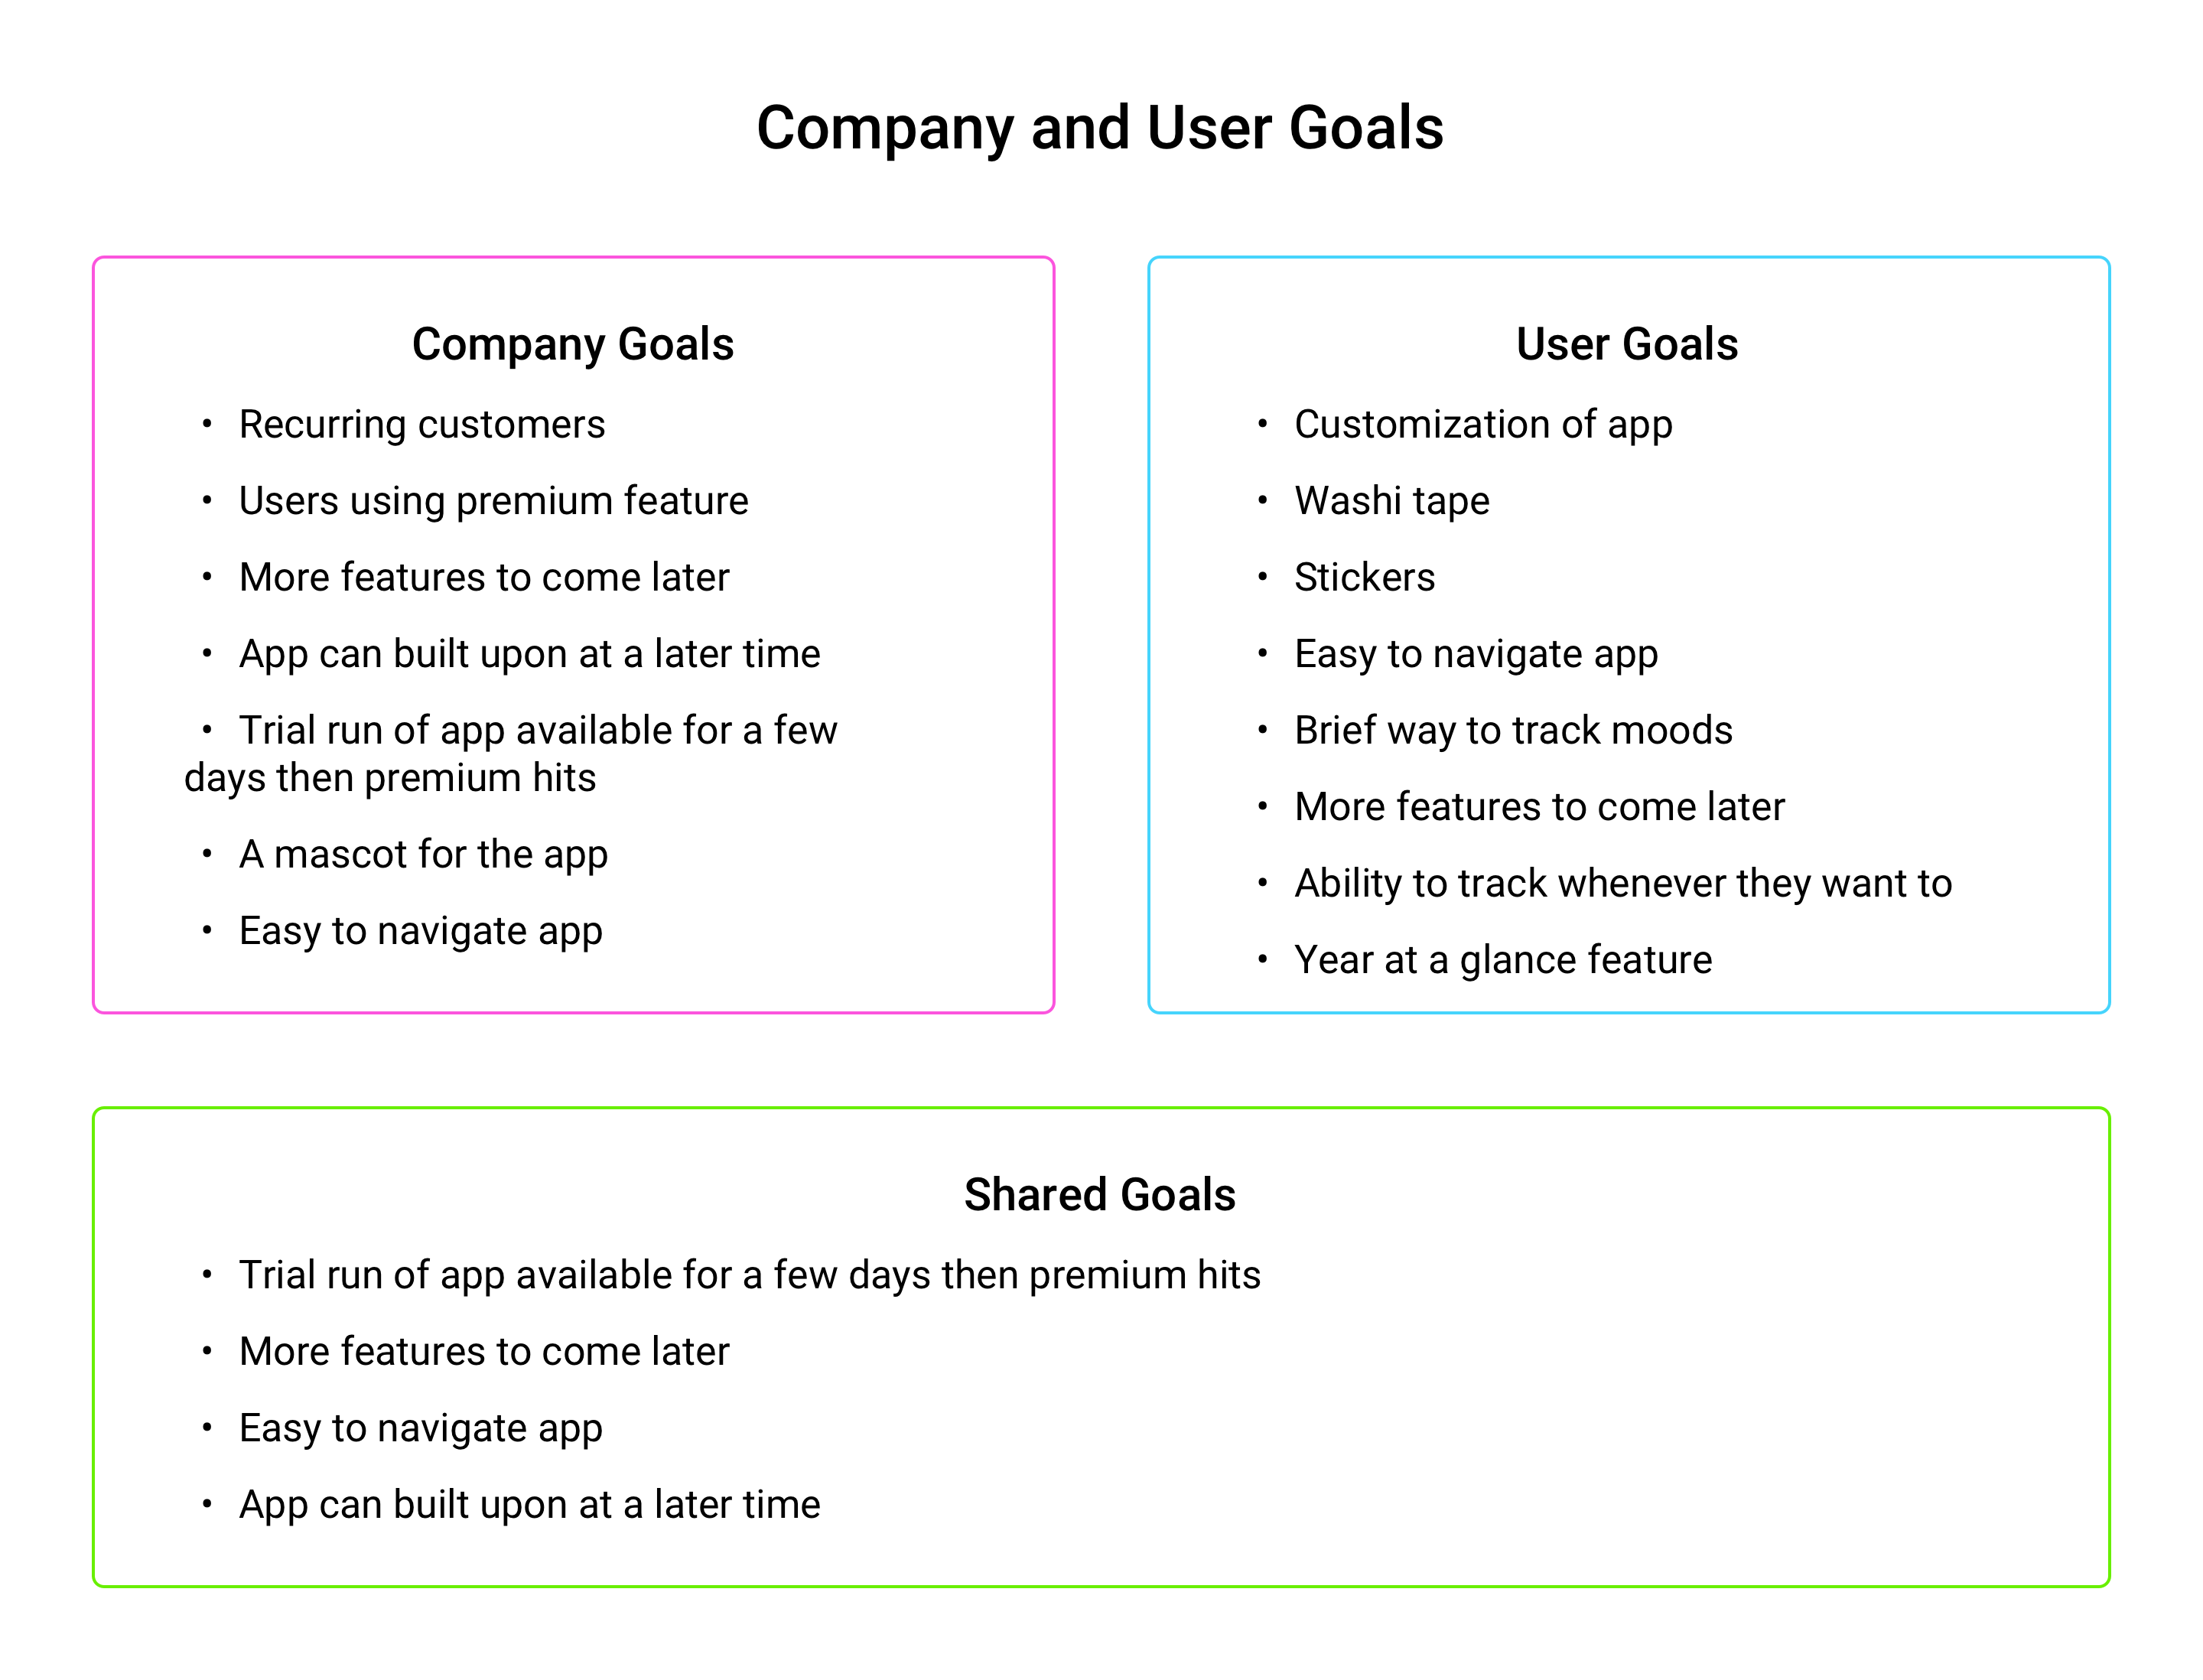 Company and User Goals
Company Goals
• Recurring customers
• Users using premium feature
• More features to come later
• App can built upon at a later time
• Trial run of app available for a few
days then premium hits
• A mascot for the app
• Easy to navigate app
User Goals
• Customization of app
• Washi tape
• Stickers
• Easy to navigate app
• Brief way to track moods
• More features to come later
• Ability to track whenever they want to
• Year at a glance feature
Shared Goals
• Trial run of app available for a few days then premium hits
• More features to come later
• Easy to navigate app
• App can built upon at a later time